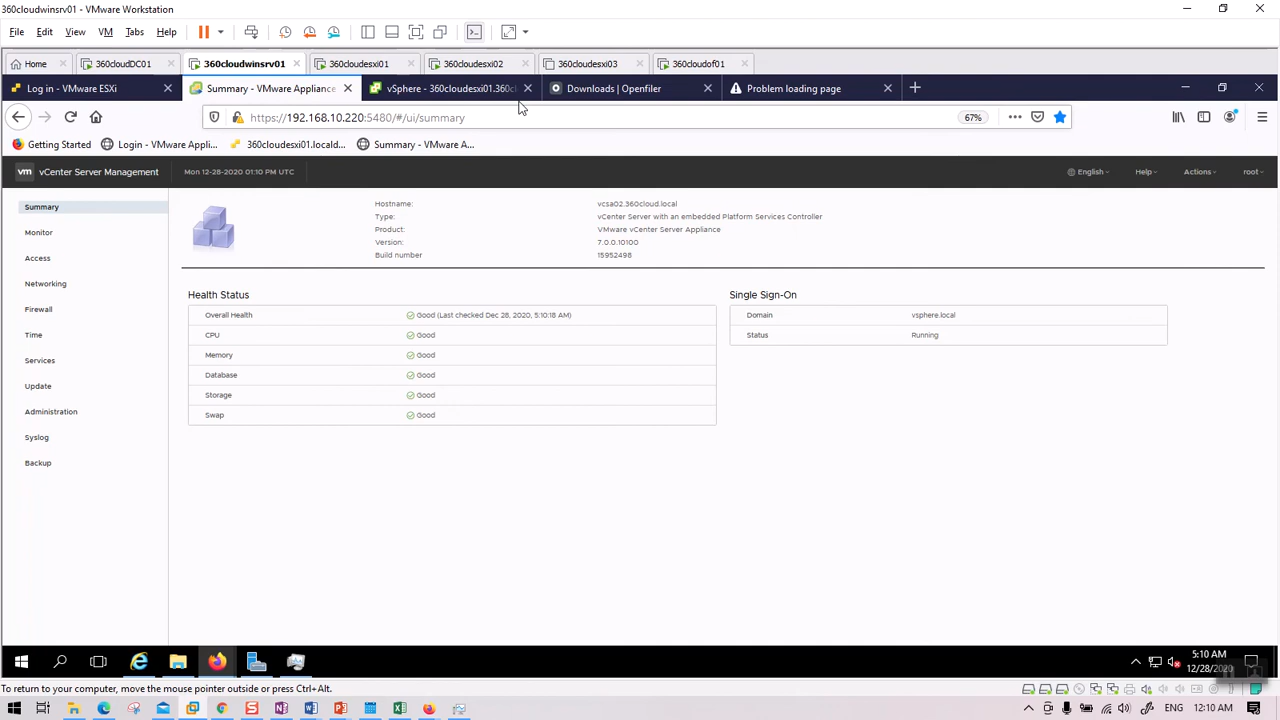 360cloudwinsrv01 - VMware Workstation
File Edit View VM Tabs Help
Home 360cloudDC01 360cloudwinsrv01 360cloudesxi01 360cloudesxi02 360cloudesxi03 360cloudof01
Log in - VMware ESXi Summary - VMware Appliance vSphere - 360cloudesxi01.360cl Downloads | Openfiler Problem loading page
https://192.168.10.220:5480/#/ui/summary 67%
Getting Started Login - VMware Appli... 360cloudesxi01.locald... Summary - VMware A...
vm vCenter Server Management Mon 12-28-2020 01:10 PM UTC English Help Actions root
Summary
Monitor
Access
Networking
Firewall
Time
Services
Update
Administration
Syslog
Backup
Hostname: vcsa02.360cloud.local
Type: vCenter Server with an embedded Platform Services Controller
Product: VMware vCenter Server Appliance
Version: 7.0.0.10100
Build number 15952498
Health Status
Overall Health Good (Last checked Dec 28, 2020, 5:10:18 AM)
CPU Good
Memory Good
Database Good
Storage Good
Swap Good
Single Sign-On
Domain vsphere.local
Status Running
5:10 AM
12/28/2020
To return to your computer, move the mouse pointer outside or press Ctrl+Alt.
ENG 12:10 AM